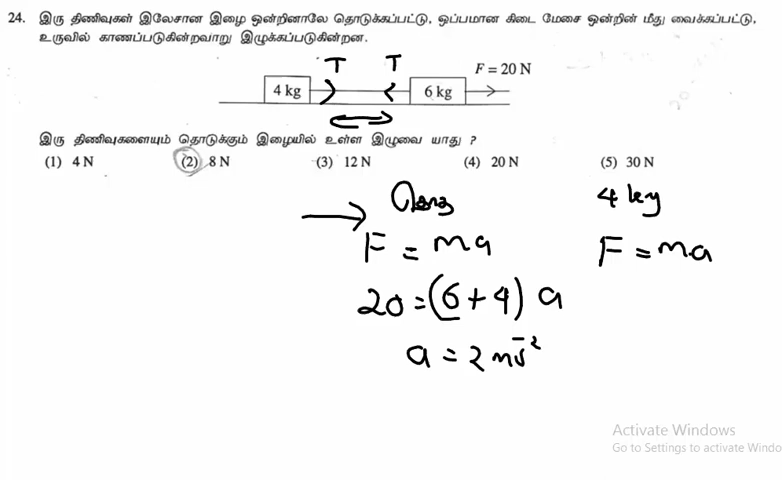 24. இரு திணிவுகள் இலேசான இழை ஒன்றினாலே தொடுக்கப்பட்டு, ஒப்பமான கிடை மேசை ஒன்றின் மீது வைக்கப்பட்டு,
உருவில் காணப்படுகின்றவாறு இழுக்கப்படுகின்றன.
T T F = 20 N
4 kg 6 kg
இரு திணிவுகளையும் தொடுக்கும் இழையில் உள்ள இழுவை யாது ?
(1) 4 N (2) 8 N (3) 12 N (4) 20 N (5) 30 N
4 kg
F = ma F = ma
20 = (6 + 4) a
a = 2 ms⁻²
Activate Windows
Go to Settings to activate Windo